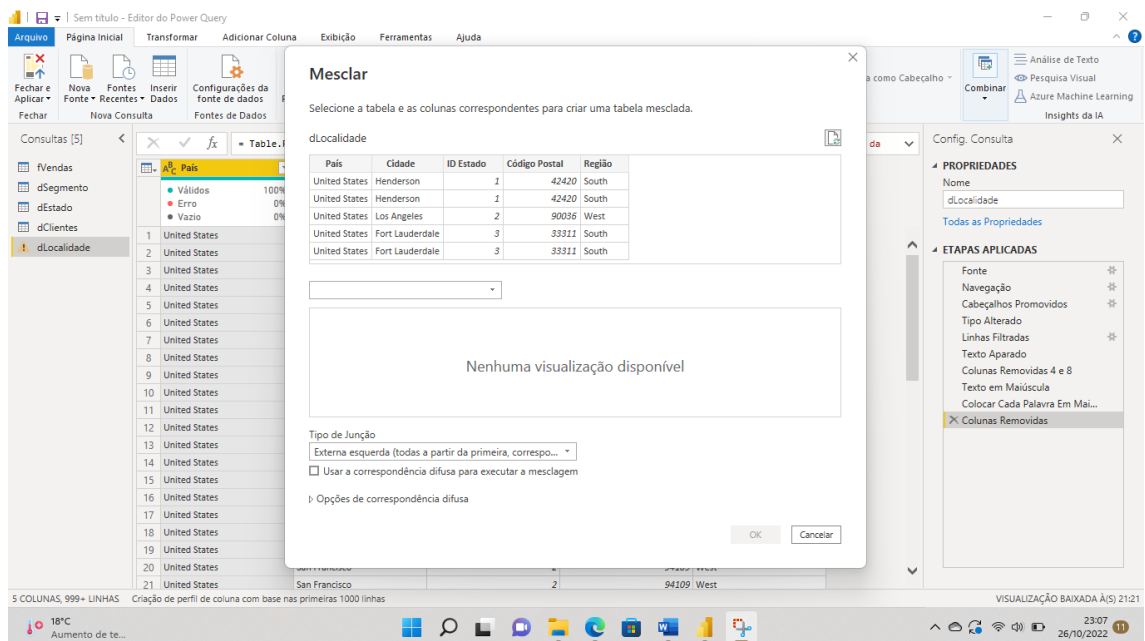 Sem título - Editor do Power Query
Arquivo Página Inicial Transformar Adicionar Coluna Exibição Ferramentas Ajuda
Fechar e Aplicar
Nova Fonte
Fontes Recentes
Inserir Dados
Configurações da fonte de dados
Fechar
Nova Consulta
Fontes de Dados
a como Cabeçalho
Combinar
Análise de Texto
Pesquisa Visual
Azure Machine Learning
Insights da IA
Consultas [5]
fVendas
dSegmento
dEstado
dClientes
dLocalidade
fx = Table.
da
ABC País
Válidos 100%
Erro 0%
Vazio 0%
1 United States
2 United States
3 United States
4 United States
5 United States
6 United States
7 United States
8 United States
9 United States
10 United States
11 United States
12 United States
13 United States
14 United States
15 United States
16 United States
17 United States
18 United States
19 United States
20 United States San Francisco 2 94109 West
21 United States San Francisco 2 94109 West
Mesclar
Selecione a tabela e as colunas correspondentes para criar uma tabela mesclada.
dLocalidade
País Cidade ID Estado Código Postal Região
United States Henderson 1 42420 South
United States Henderson 1 42420 South
United States Los Angeles 2 90036 West
United States Fort Lauderdale 3 33311 South
United States Fort Lauderdale 3 33311 South
Nenhuma visualização disponível
Tipo de Junção
Externa esquerda (todas a partir da primeira, correspo...
Usar a correspondência difusa para executar a mesclagem
Opções de correspondência difusa
OK
Cancelar
Config. Consulta
PROPRIEDADES
Nome
dLocalidade
Todas as Propriedades
ETAPAS APLICADAS
Fonte
Navegação
Cabeçalhos Promovidos
Tipo Alterado
Linhas Filtradas
Texto Aparado
Colunas Removidas 4 e 8
Texto em Maiúscula
Colocar Cada Palavra Em Mai...
Colunas Removidas
5 COLUNAS, 999+ LINHAS Criação de perfil de coluna com base nas primeiras 1000 linhas
VISUALIZAÇÃO BAIXADA À(S) 21:21
18°C
Aumento de te...
23:07
26/10/2022
11